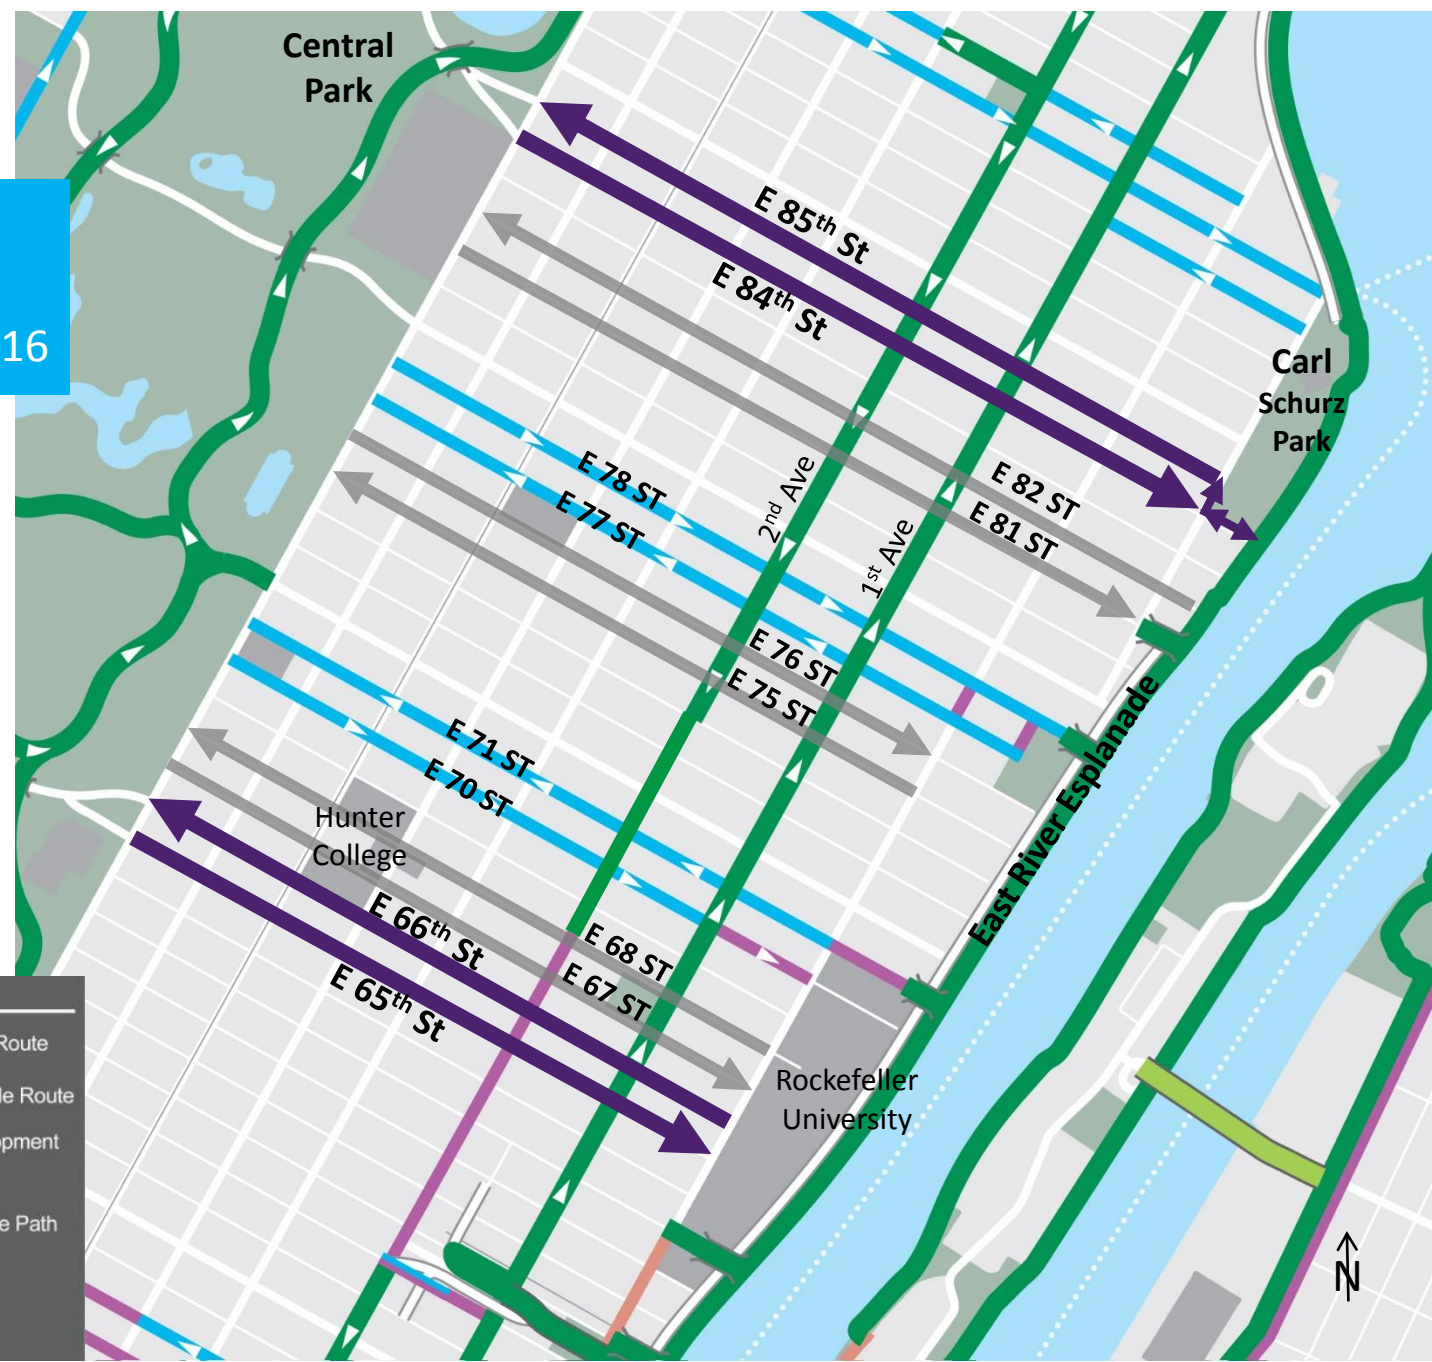 Central
Park
16
E 85th St
E 84th St
Carl
Schurz
Park
E 78 ST
E 77 ST
2nd Ave
1st Ave
E 82 ST
E 81 ST
E 76 ST
E 75 ST
E 71 ST
E 70 ST
East River Esplanade
Hunter
College
E 66th St
E 65th St
E 68 ST
E 67 ST
Rockefeller
University
Route
le Route
opment
e Path
N